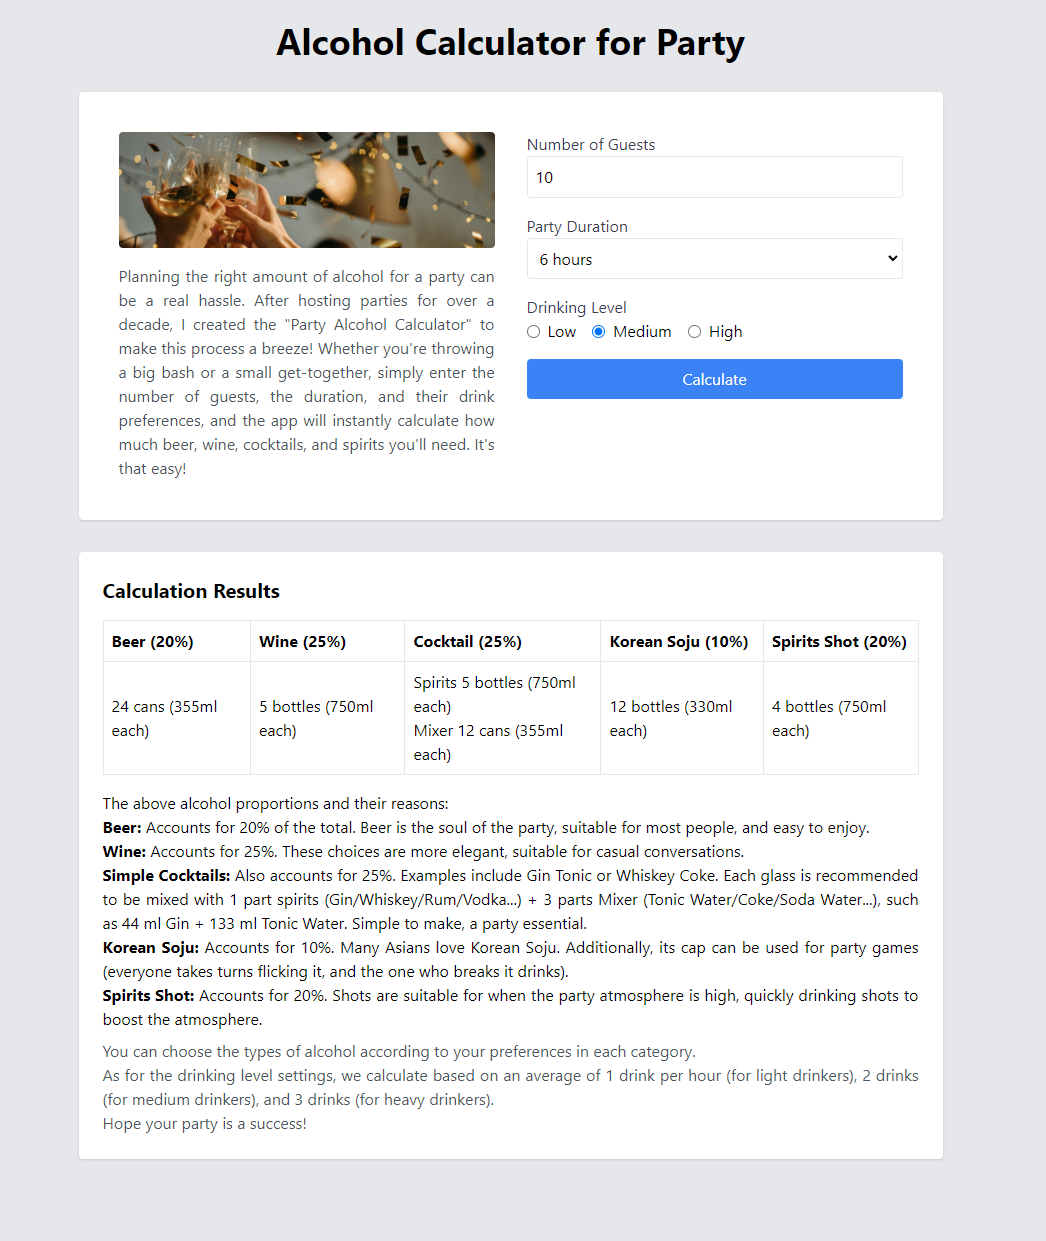 Alcohol Calculator for Party
Planning the right amount of alcohol for a party can
be a real hassle. After hosting parties for over a
decade, I created the "Party Alcohol Calculator" to
make this process a breeze! Whether you're throwing
a big bash or a small get-together, simply enter the
number of guests, the duration, and their drink
preferences, and the app will instantly calculate how
much beer, wine, cocktails, and spirits you'll need. It's
that easy!
Number of Guests
10
Party Duration
6 hours
Drinking Level
Low Medium High
Calculate
Calculation Results
Beer (20%) Wine (25%) Cocktail (25%) Korean Soju (10%) Spirits Shot (20%)
24 cans (355ml
each)
5 bottles (750ml
each)
Spirits 5 bottles (750ml
each)
Mixer 12 cans (355ml
each)
12 bottles (330ml
each)
4 bottles (750ml
each)
The above alcohol proportions and their reasons:
Beer: Accounts for 20% of the total. Beer is the soul of the party, suitable for most people, and easy to enjoy.
Wine: Accounts for 25%. These choices are more elegant, suitable for casual conversations.
Simple Cocktails: Also accounts for 25%. Examples include Gin Tonic or Whiskey Coke. Each glass is recommended
to be mixed with 1 part spirits (Gin/Whiskey/Rum/Vodka...) + 3 parts Mixer (Tonic Water/Coke/Soda Water...), such
as 44 ml Gin + 133 ml Tonic Water. Simple to make, a party essential.
Korean Soju: Accounts for 10%. Many Asians love Korean Soju. Additionally, its cap can be used for party games
(everyone takes turns flicking it, and the one who breaks it drinks).
Spirits Shot: Accounts for 20%. Shots are suitable for when the party atmosphere is high, quickly drinking shots to
boost the atmosphere.
You can choose the types of alcohol according to your preferences in each category.
As for the drinking level settings, we calculate based on an average of 1 drink per hour (for light drinkers), 2 drinks
(for medium drinkers), and 3 drinks (for heavy drinkers).
Hope your party is a success!